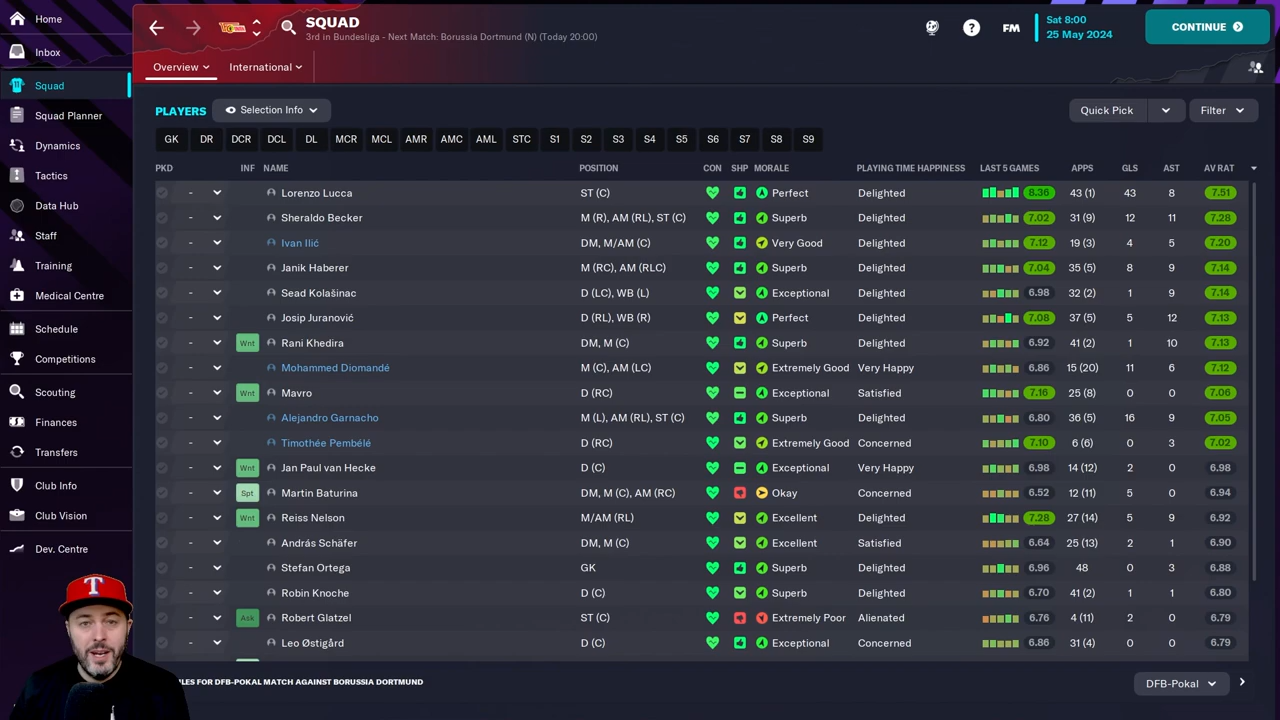 Home
SQUAD
3rd in Bundesliga - Next Match: Borussia Dortmund (N) (Today 20:00)
FM
Sat 8:00
25 May 2024
CONTINUE
Inbox
Overview
International
Squad
Squad Planner
Dynamics
Tactics
Data Hub
Staff
Training
Medical Centre
Schedule
Competitions
Scouting
Finances
Transfers
Club Info
Club Vision
Dev. Centre
PLAYERS Selection Info Quick Pick Filter
GK DR DCR DCL DL MCR MCL AMR AMC AML STC S1 S2 S3 S4 S5 S6 S7 S8 S9
PKD INF NAME POSITION CON SHP MORALE PLAYING TIME HAPPINESS LAST 5 GAMES APPS GLS AST AV RAT
- Lorenzo Lucca ST (C) Perfect Delighted 8.36 43 (1) 43 8 7.51
- Sheraldo Becker M (R), AM (RL), ST (C) Superb Delighted 7.02 31 (9) 12 11 7.28
- Ivan Ilić DM, M/AM (C) Very Good Delighted 7.12 19 (3) 4 5 7.20
- Janik Haberer M (RC), AM (RLC) Superb Delighted 7.04 35 (5) 8 9 7.14
- Sead Kolašinac D (LC), WB (L) Exceptional Delighted 6.98 32 (2) 1 9 7.14
- Josip Juranović D (RL), WB (R) Perfect Delighted 7.08 37 (5) 5 12 7.13
- Wnt Rani Khedira DM, M (C) Superb Delighted 6.92 41 (2) 1 10 7.13
- Mohammed Diomandé M (C), AM (LC) Extremely Good Very Happy 6.86 15 (20) 11 6 7.12
- Wnt Mavro D (RC) Exceptional Satisfied 7.16 25 (8) 0 0 7.06
- Alejandro Garnacho M (L), AM (RL), ST (C) Superb Delighted 6.80 36 (5) 16 9 7.05
- Timothée Pembélé D (RC) Extremely Good Concerned 7.10 6 (6) 0 3 7.02
- Wnt Jan Paul van Hecke D (C) Exceptional Very Happy 6.98 14 (12) 2 0 6.98
- Spt Martin Baturina DM, M (C), AM (RC) Okay Concerned 6.52 12 (11) 5 0 6.94
- Wnt Reiss Nelson M/AM (RL) Excellent Delighted 7.28 27 (14) 5 9 6.92
- András Schäfer DM, M (C) Excellent Satisfied 6.64 25 (13) 2 1 6.90
- Stefan Ortega GK Superb Delighted 6.96 48 0 3 6.88
- Robin Knoche D (C) Superb Delighted 6.70 41 (2) 1 1 6.80
- Ask Robert Glatzel ST (C) Extremely Poor Alienated 6.76 4 (11) 2 0 6.79
- Leo Østigård D (C) Exceptional Concerned 6.86 31 (4) 0 0 6.79
LES FOR DFB-POKAL MATCH AGAINST BORUSSIA DORTMUND
DFB-Pokal
T